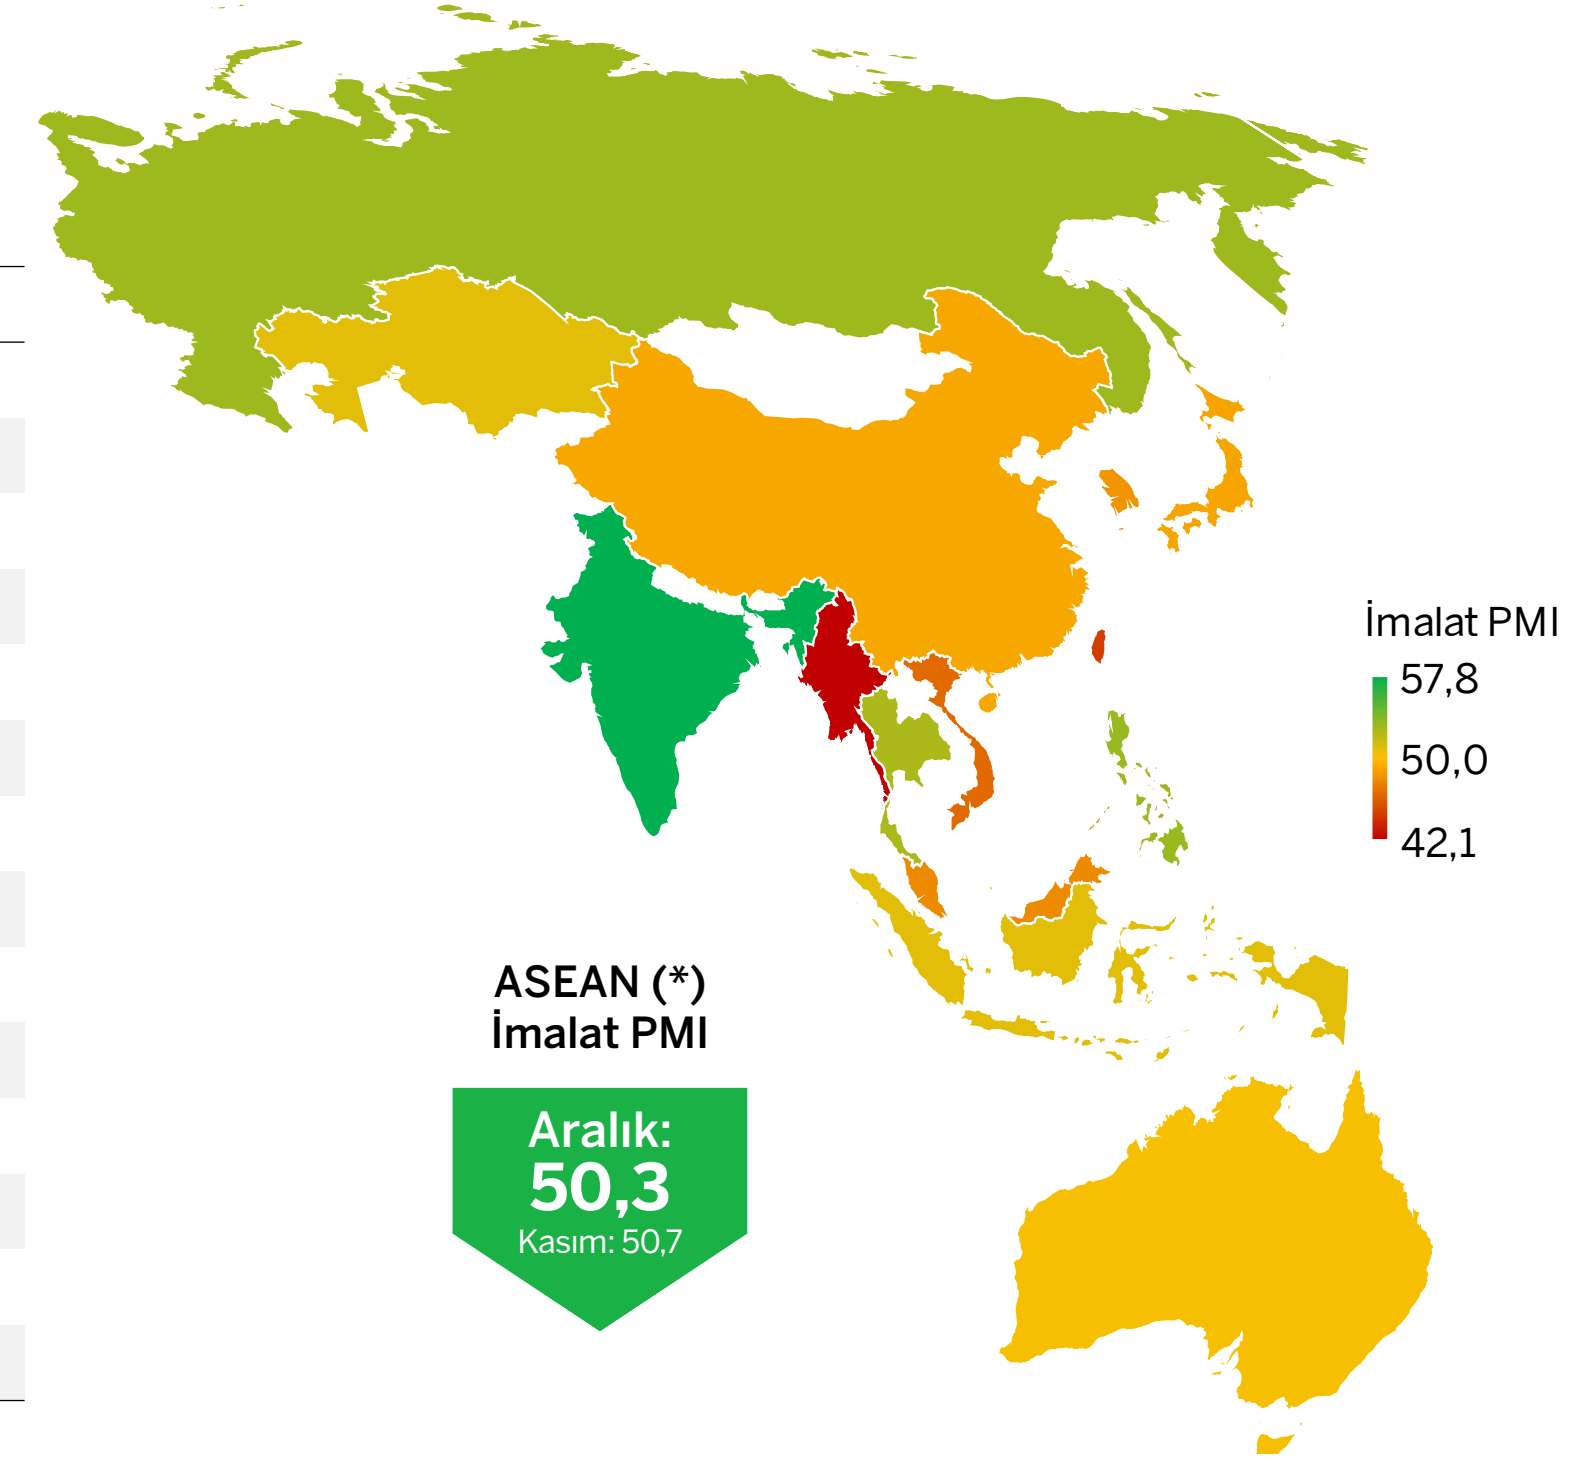 İmalat PMI
57,8
50,0
42,1
ASEAN (*)
İmalat PMI
Aralık:
50,3
Kasım: 50,7